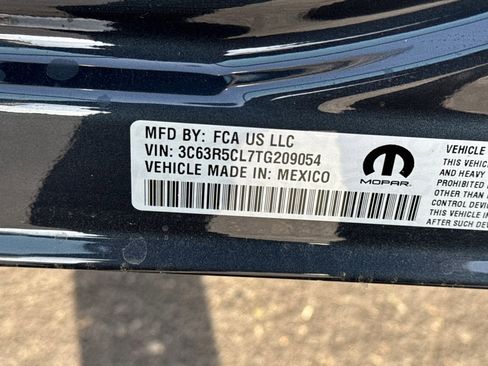 MFD BY: FCA US LLC
VIN: 3C63R5CL7TG209054
VEHICLE MADE IN: MEXICO
MOPAR.
VEHICLE
THIS VEHIC
AND HEAVY
PROHIBITED
OTHER THAN
CONTROL DEVIC
THIS VEHICLE IN
AFTER SUCH DEV